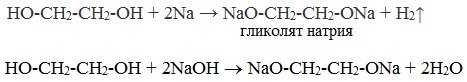 HO-CH2-CH2-OH + 2Na → NaO-CH2-CH2-ONa + H2↑
гликолят натрия
HO-CH2-CH2-OH + 2NaOH → NaO-CH2-CH2-ONa + 2H2O